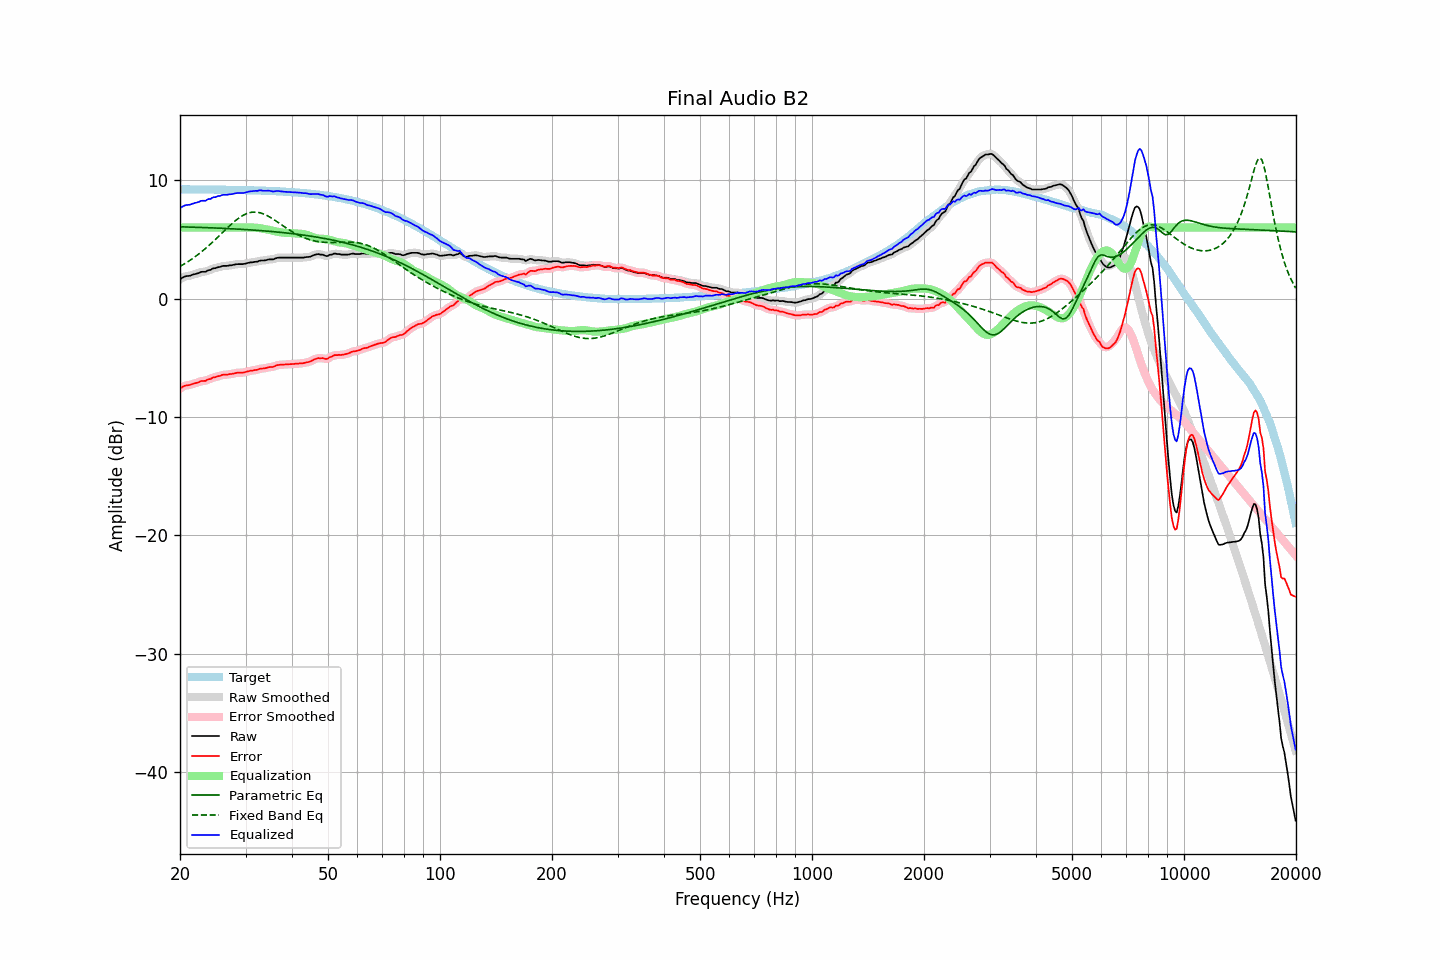 Final Audio B2
Amplitude (dBr)
10
0
−10
−20
−30
−40
Target
Raw Smoothed
Error Smoothed
Raw
Error
Equalization
Parametric Eq
Fixed Band Eq
Equalized
20 50 100 200 500 1000 2000 5000 10000 20000
Frequency (Hz)